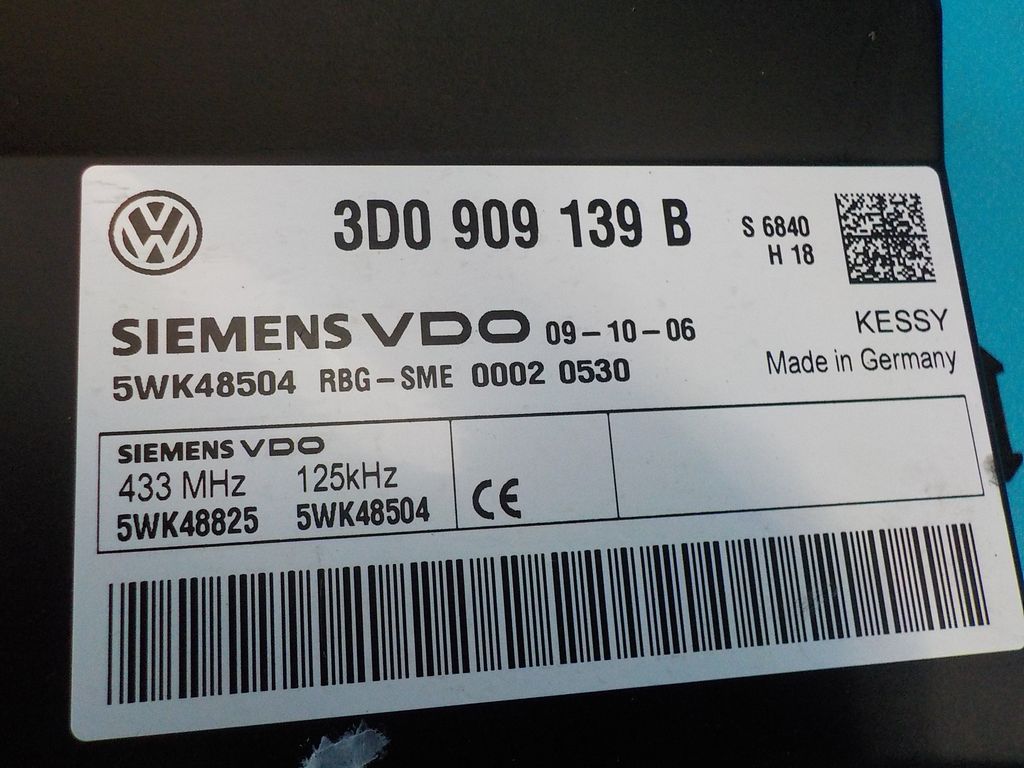 3D0 909 139 B
S 6840
H 18
SIEMENS VDO 09-10-06
KESSY
5WK48504 RBG-SME 0002 0530
Made in Germany
SIEMENS VDO
433 MHz 125kHz
5WK48825 5WK48504
CE